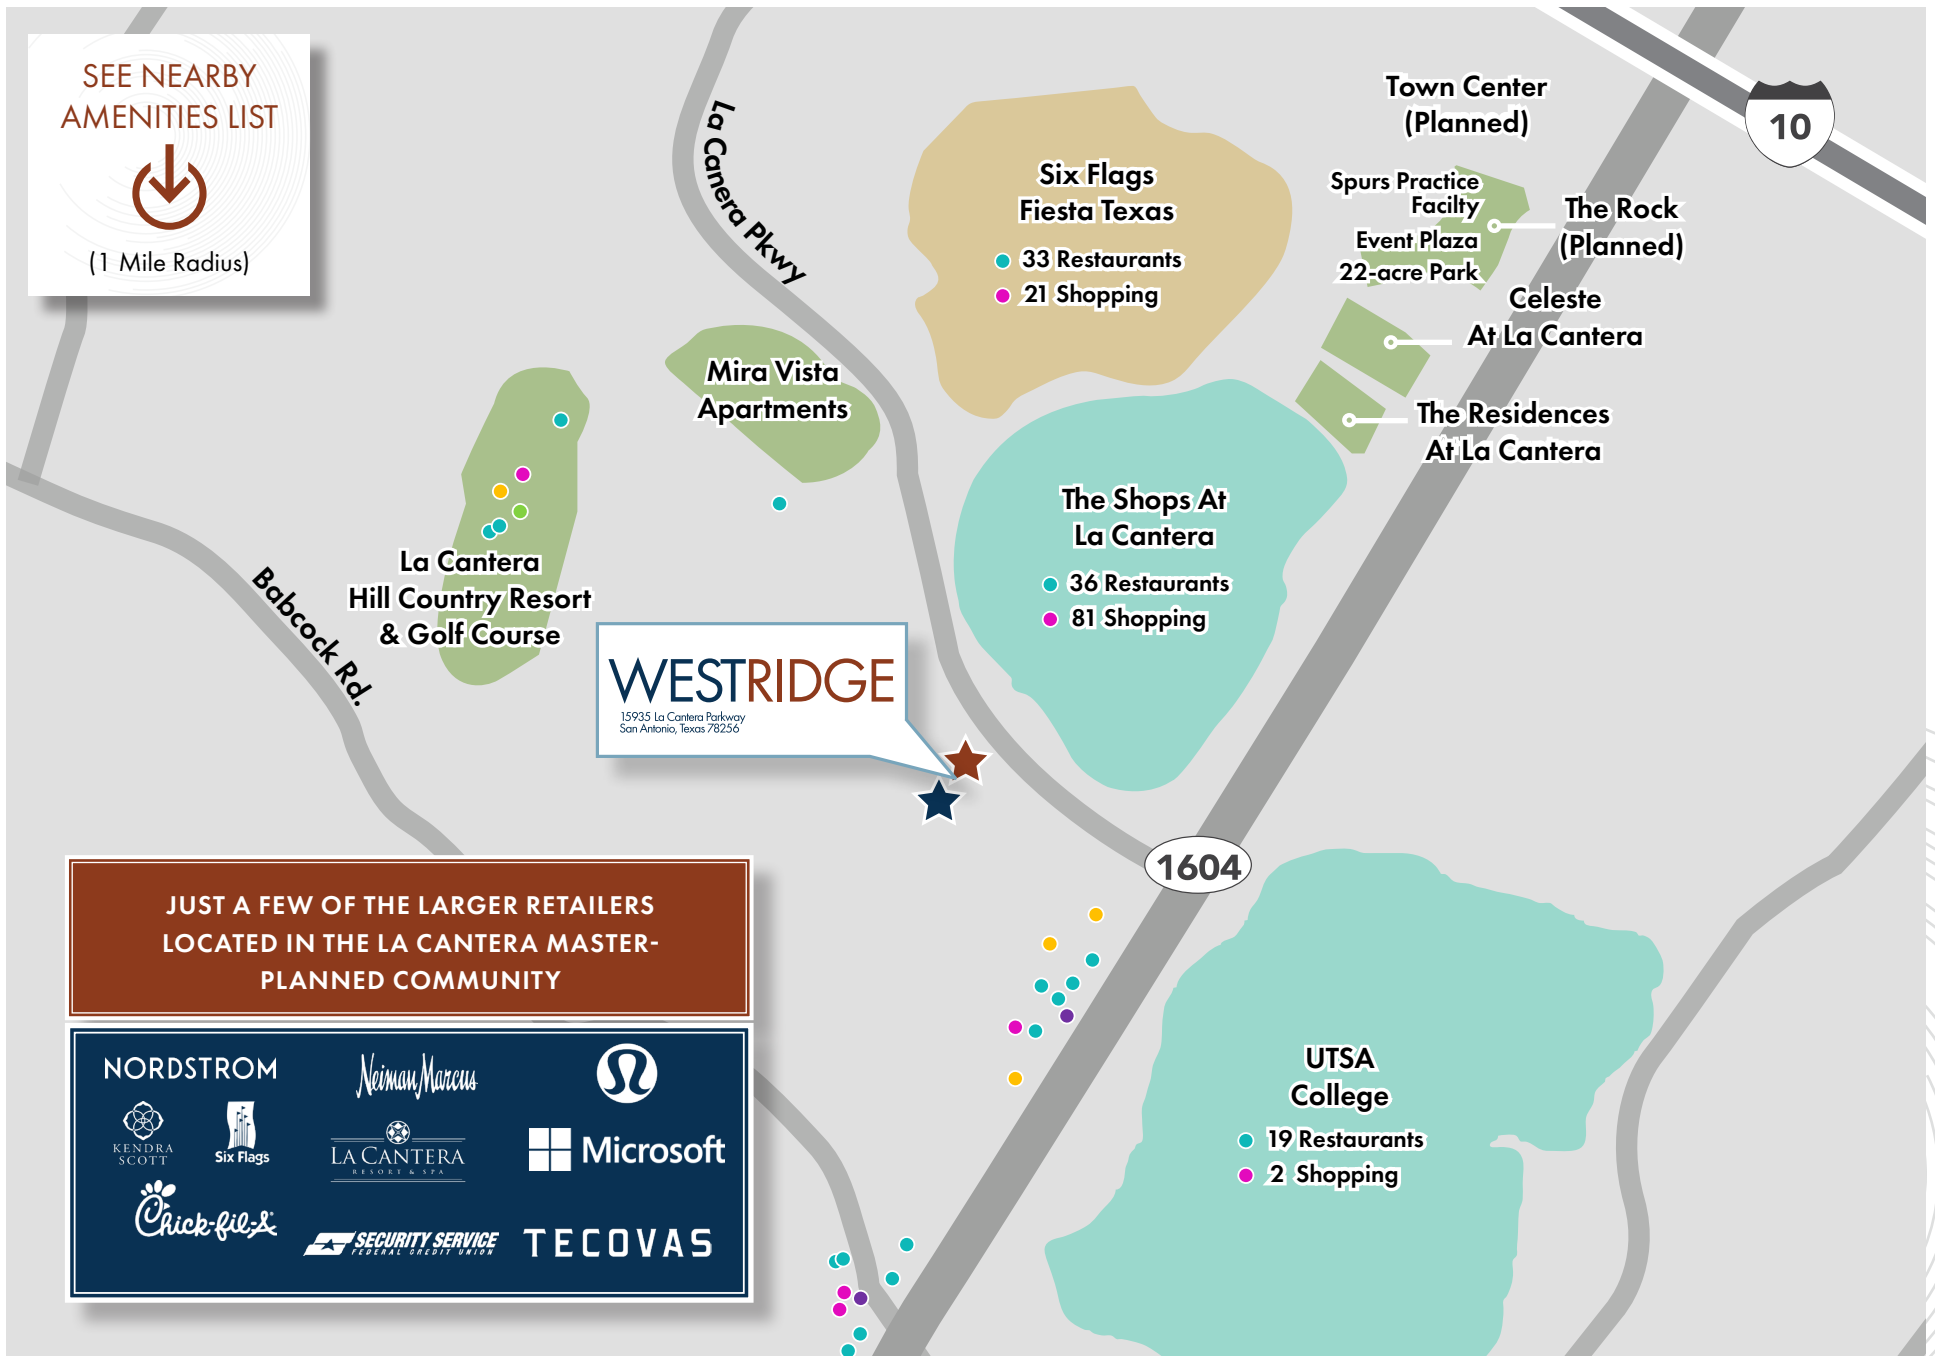 SEE NEARBY
AMENITIES LIST
(1 Mile Radius)
La Canera Pkwy
Six Flags
Fiesta Texas
33 Restaurants
21 Shopping
Town Center
(Planned)
10
Spurs Practice
Facilty
Event Plaza
22-acre Park
The Rock
(Planned)
Celeste
At La Cantera
The Residences
At La Cantera
Mira Vista
Apartments
La Cantera
Hill Country Resort
& Golf Course
Babcock Rd.
The Shops At
La Cantera
36 Restaurants
81 Shopping
WESTRIDGE
15935 La Cantera Parkway
San Antonio, Texas 78256
1604
UTSA
College
19 Restaurants
2 Shopping
JUST A FEW OF THE LARGER RETAILERS
LOCATED IN THE LA CANTERA MASTER-
PLANNED COMMUNITY
NORDSTROM
Neiman Marcus
KENDRA
SCOTT
Six Flags
LA CANTERA
RESORT & SPA
Microsoft
Chick-fil-A
SECURITY SERVICE
FEDERAL CREDIT UNION
TECOVAS